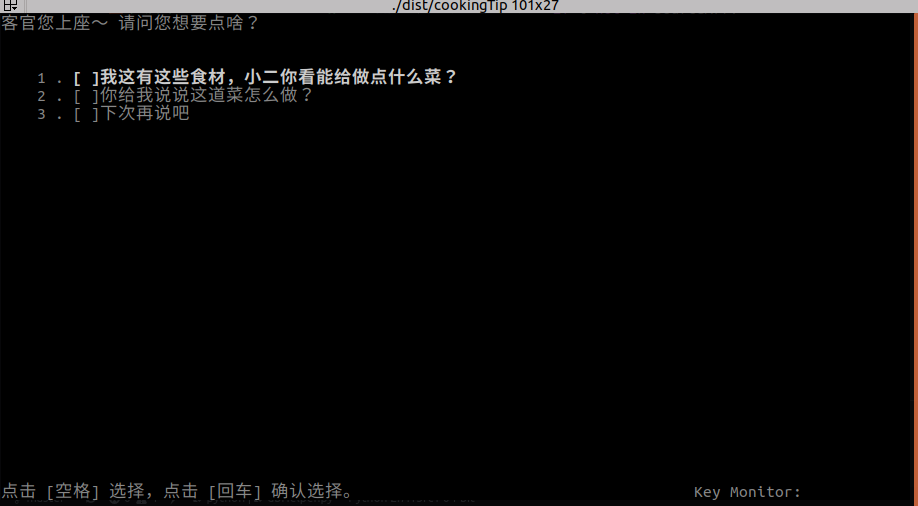 ./dist/cookingTip 101x27
客官您上座～ 请问您想要点啥？
1 . [ ]我这有这些食材，小二你看能给做点什么菜？
2 . [ ]你给我说说这道菜怎么做？
3 . [ ]下次再说吧
点击 [空格] 选择，点击 [回车] 确认选择。 Key Monitor: